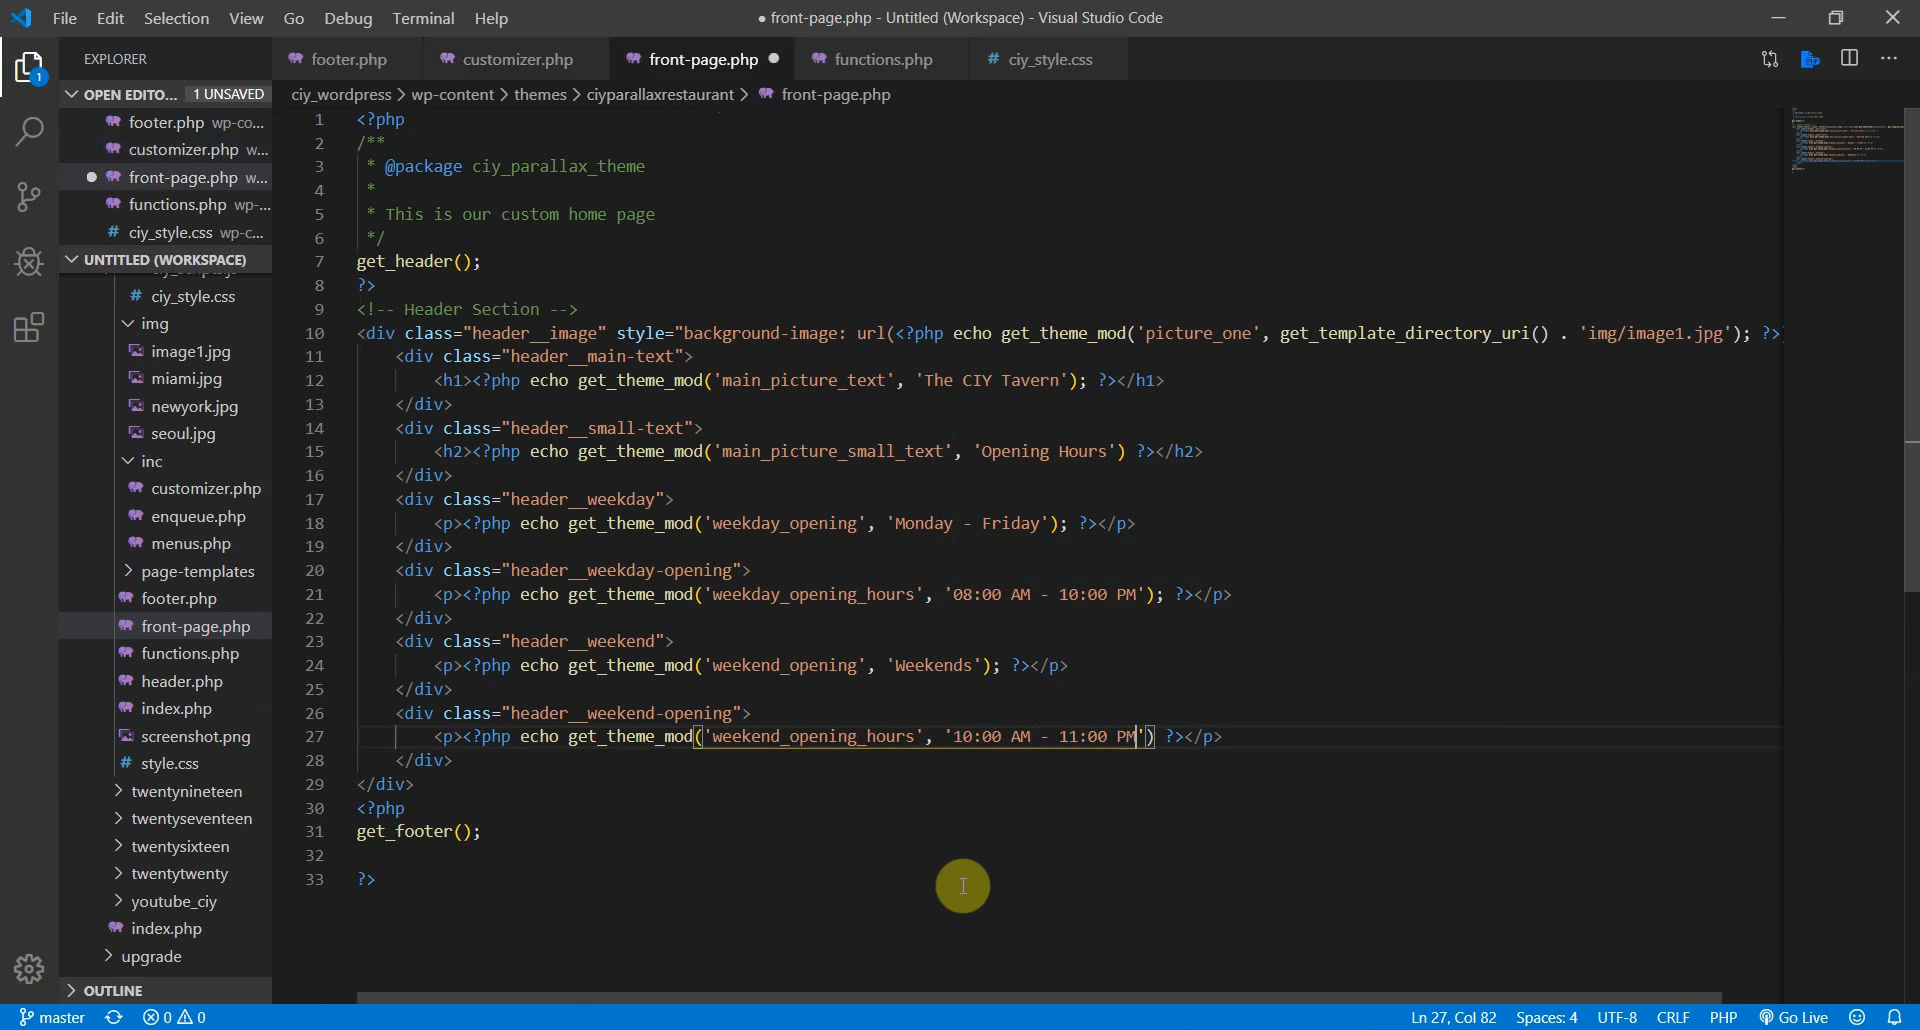 File Edit Selection View Go Debug Terminal Help
● front-page.php - Untitled (Workspace) - Visual Studio Code
EXPLORER
footer.php customizer.php front-page.php ● functions.php # ciy_style.css
1
OPEN EDITO... 1 UNSAVED
footer.php wp-co...
customizer.php w...
front-page.php w...
functions.php wp-...
# ciy_style.css wp-c...
UNTITLED (WORKSPACE)
# ciy_style.css
img
image1.jpg
miami.jpg
newyork.jpg
seoul.jpg
inc
customizer.php
enqueue.php
menus.php
page-templates
footer.php
front-page.php
functions.php
header.php
index.php
screenshot.png
# style.css
twentynineteen
twentyseventeen
twentysixteen
twentytwenty
youtube_ciy
index.php
upgrade
OUTLINE
ciy_wordpress > wp-content > themes > ciyparallaxrestaurant > front-page.php
1 <?php
2 /**
3 * @package ciy_parallax_theme
4 *
5 * This is our custom home page
6 */
7 get_header();
8 ?>
9 <!-- Header Section -->
10 <div class="header__image" style="background-image: url(<?php echo get_theme_mod('picture_one', get_template_directory_uri() . 'img/image1.jpg'); ?>)
11 <div class="header__main-text">
12 <h1><?php echo get_theme_mod('main_picture_text', 'The CIY Tavern'); ?></h1>
13 </div>
14 <div class="header__small-text">
15 <h2><?php echo get_theme_mod('main_picture_small_text', 'Opening Hours') ?></h2>
16 </div>
17 <div class="header__weekday">
18 <p><?php echo get_theme_mod('weekday_opening', 'Monday - Friday'); ?></p>
19 </div>
20 <div class="header__weekday-opening">
21 <p><?php echo get_theme_mod('weekday_opening_hours', '08:00 AM - 10:00 PM'); ?></p>
22 </div>
23 <div class="header__weekend">
24 <p><?php echo get_theme_mod('weekend_opening', 'Weekends'); ?></p>
25 </div>
26 <div class="header__weekend-opening">
27 <p><?php echo get_theme_mod('weekend_opening_hours', '10:00 AM - 11:00 PM') ?></p>
28 </div>
29 </div>
30 <?php
31 get_footer();
32
33 ?>
master 0 0 Ln 27, Col 82 Spaces: 4 UTF-8 CRLF PHP Go Live